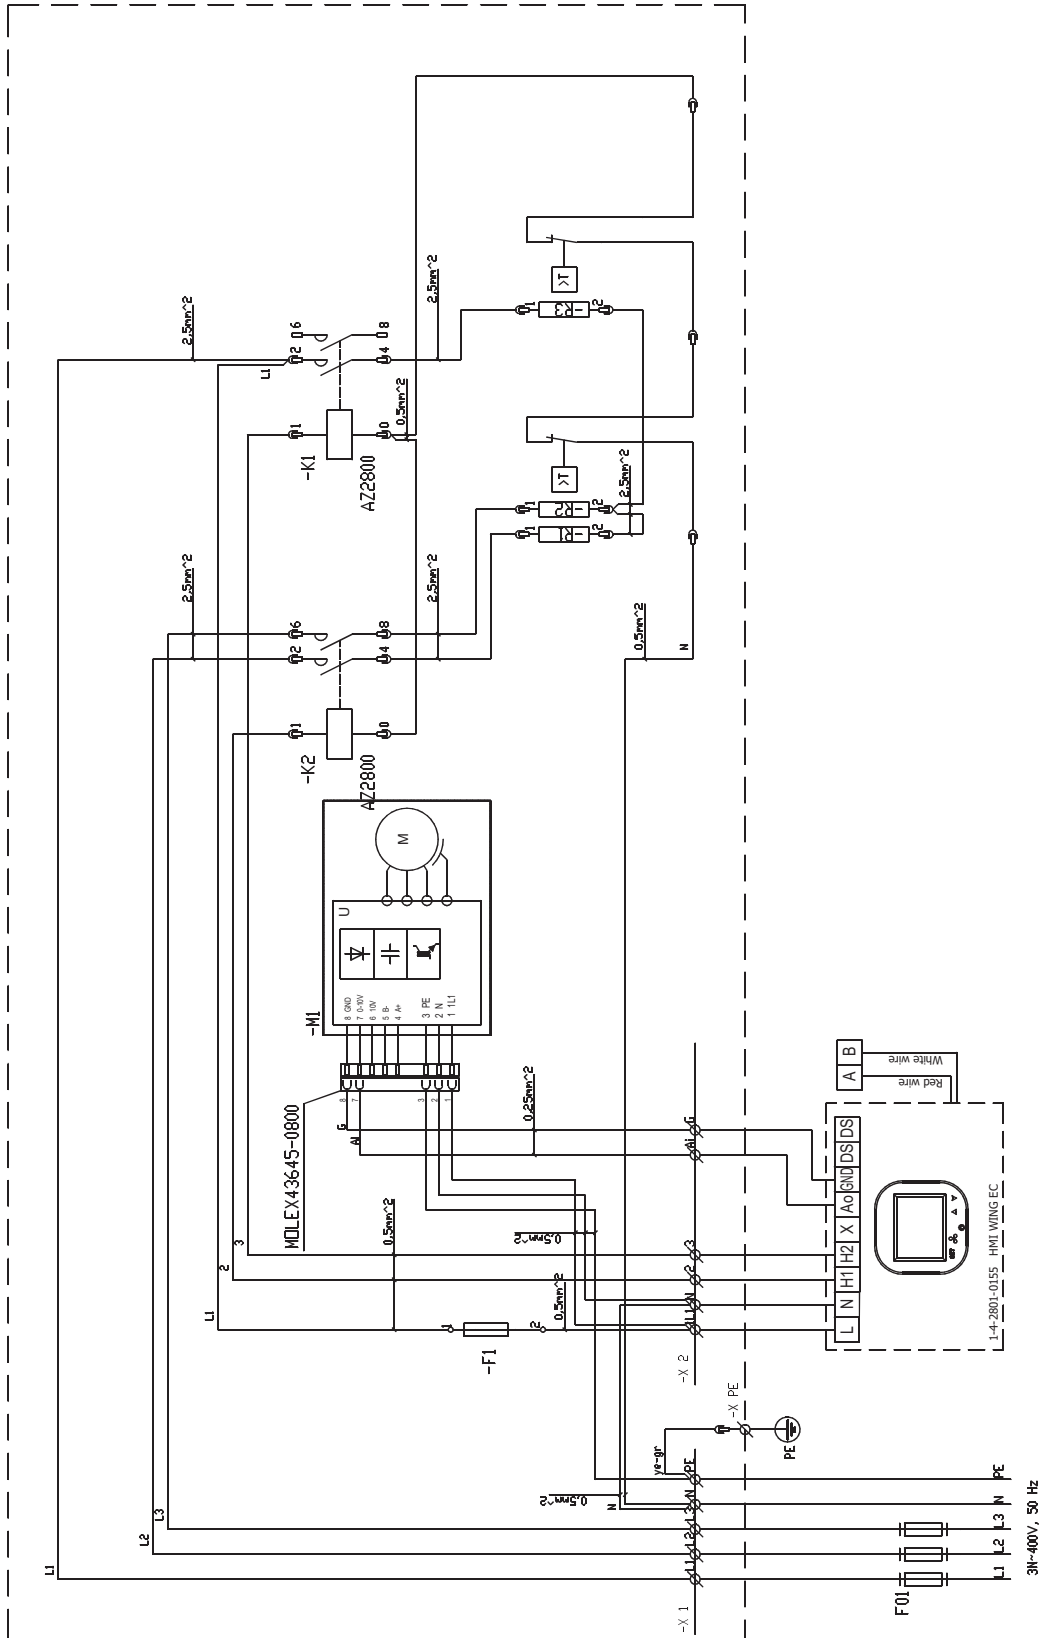 2,5mm^2
2,5mm^2
L1
6
2
8
4
1
0
0,5mm^2
-K1
AZ2800
>T
1
-R3
2
>T
1
-R2
2
1
-R1
2
2,5mm^2
2,5mm^2
2,5mm^2
6
2
8
4
1
0
-K2
AZ2800
0,5mm^2
N
M
U
8 GND
7 0-10V
6 10V
5 B-
4 A+
3 PE
2 N
1 1L1
-M1
8
7
3
2
1
MOLEX43645-0800
G
Ai
0,25mm^2
G
Ai
A
B
Red wire
White wire
3
2
L1
0,5mm^2
0,5mm^2
1
2
-F1
0,5mm^2
3
2
N
1L1
-X 2
L
N
H1
H2
X
Ao
GND
DS
DS
OFF
1-4-2801-0155 HMI WING EC
-X PE
PE
ye-gr
0,5mm^2
N
L3
L2
L1
PE
N
L3
L2
L1
-X 1
F01
PE
N
L3
L2
L1
3N~400V, 50 Hz